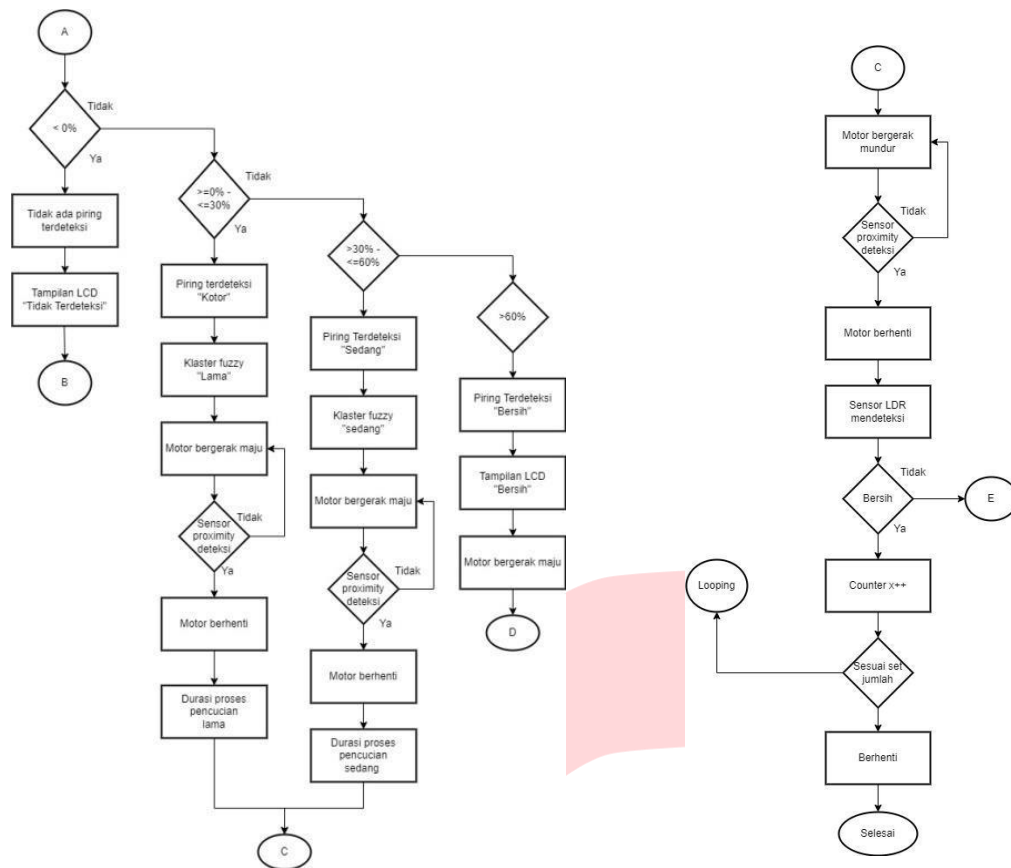 A
< 0%
Tidak
Ya
Tidak ada piring
terdeteksi
Tampilan LCD
"Tidak Terdeteksi"
B
>=0% -
<=30%
Tidak
Ya
Piring terdeteksi
"Kotor"
Klaster fuzzy
"Lama"
Motor bergerak maju
Sensor
proximity
deteksi
Tidak
Ya
Motor berhenti
Durasi proses
pencucian
lama
>30% -
<=60%
Tidak
Ya
Piring Terdeteksi
"Sedang"
Klaster fuzzy
"sedang"
Motor bergerak maju
Sensor
proximity
deteksi
Tidak
Ya
Motor berhenti
Durasi proses
pencucian
sedang
C
>60%
Piring Terdeteksi
"Bersih"
Tampilan LCD
"Bersih"
Motor bergerak maju
D
C
Motor bergerak
mundur
Sensor
proximity
deteksi
Tidak
Ya
Motor berhenti
Sensor LDR
mendeteksi
Bersih
Tidak
E
Ya
Counter x++
Looping
Sesuai set
jumlah
Berhenti
Selesai